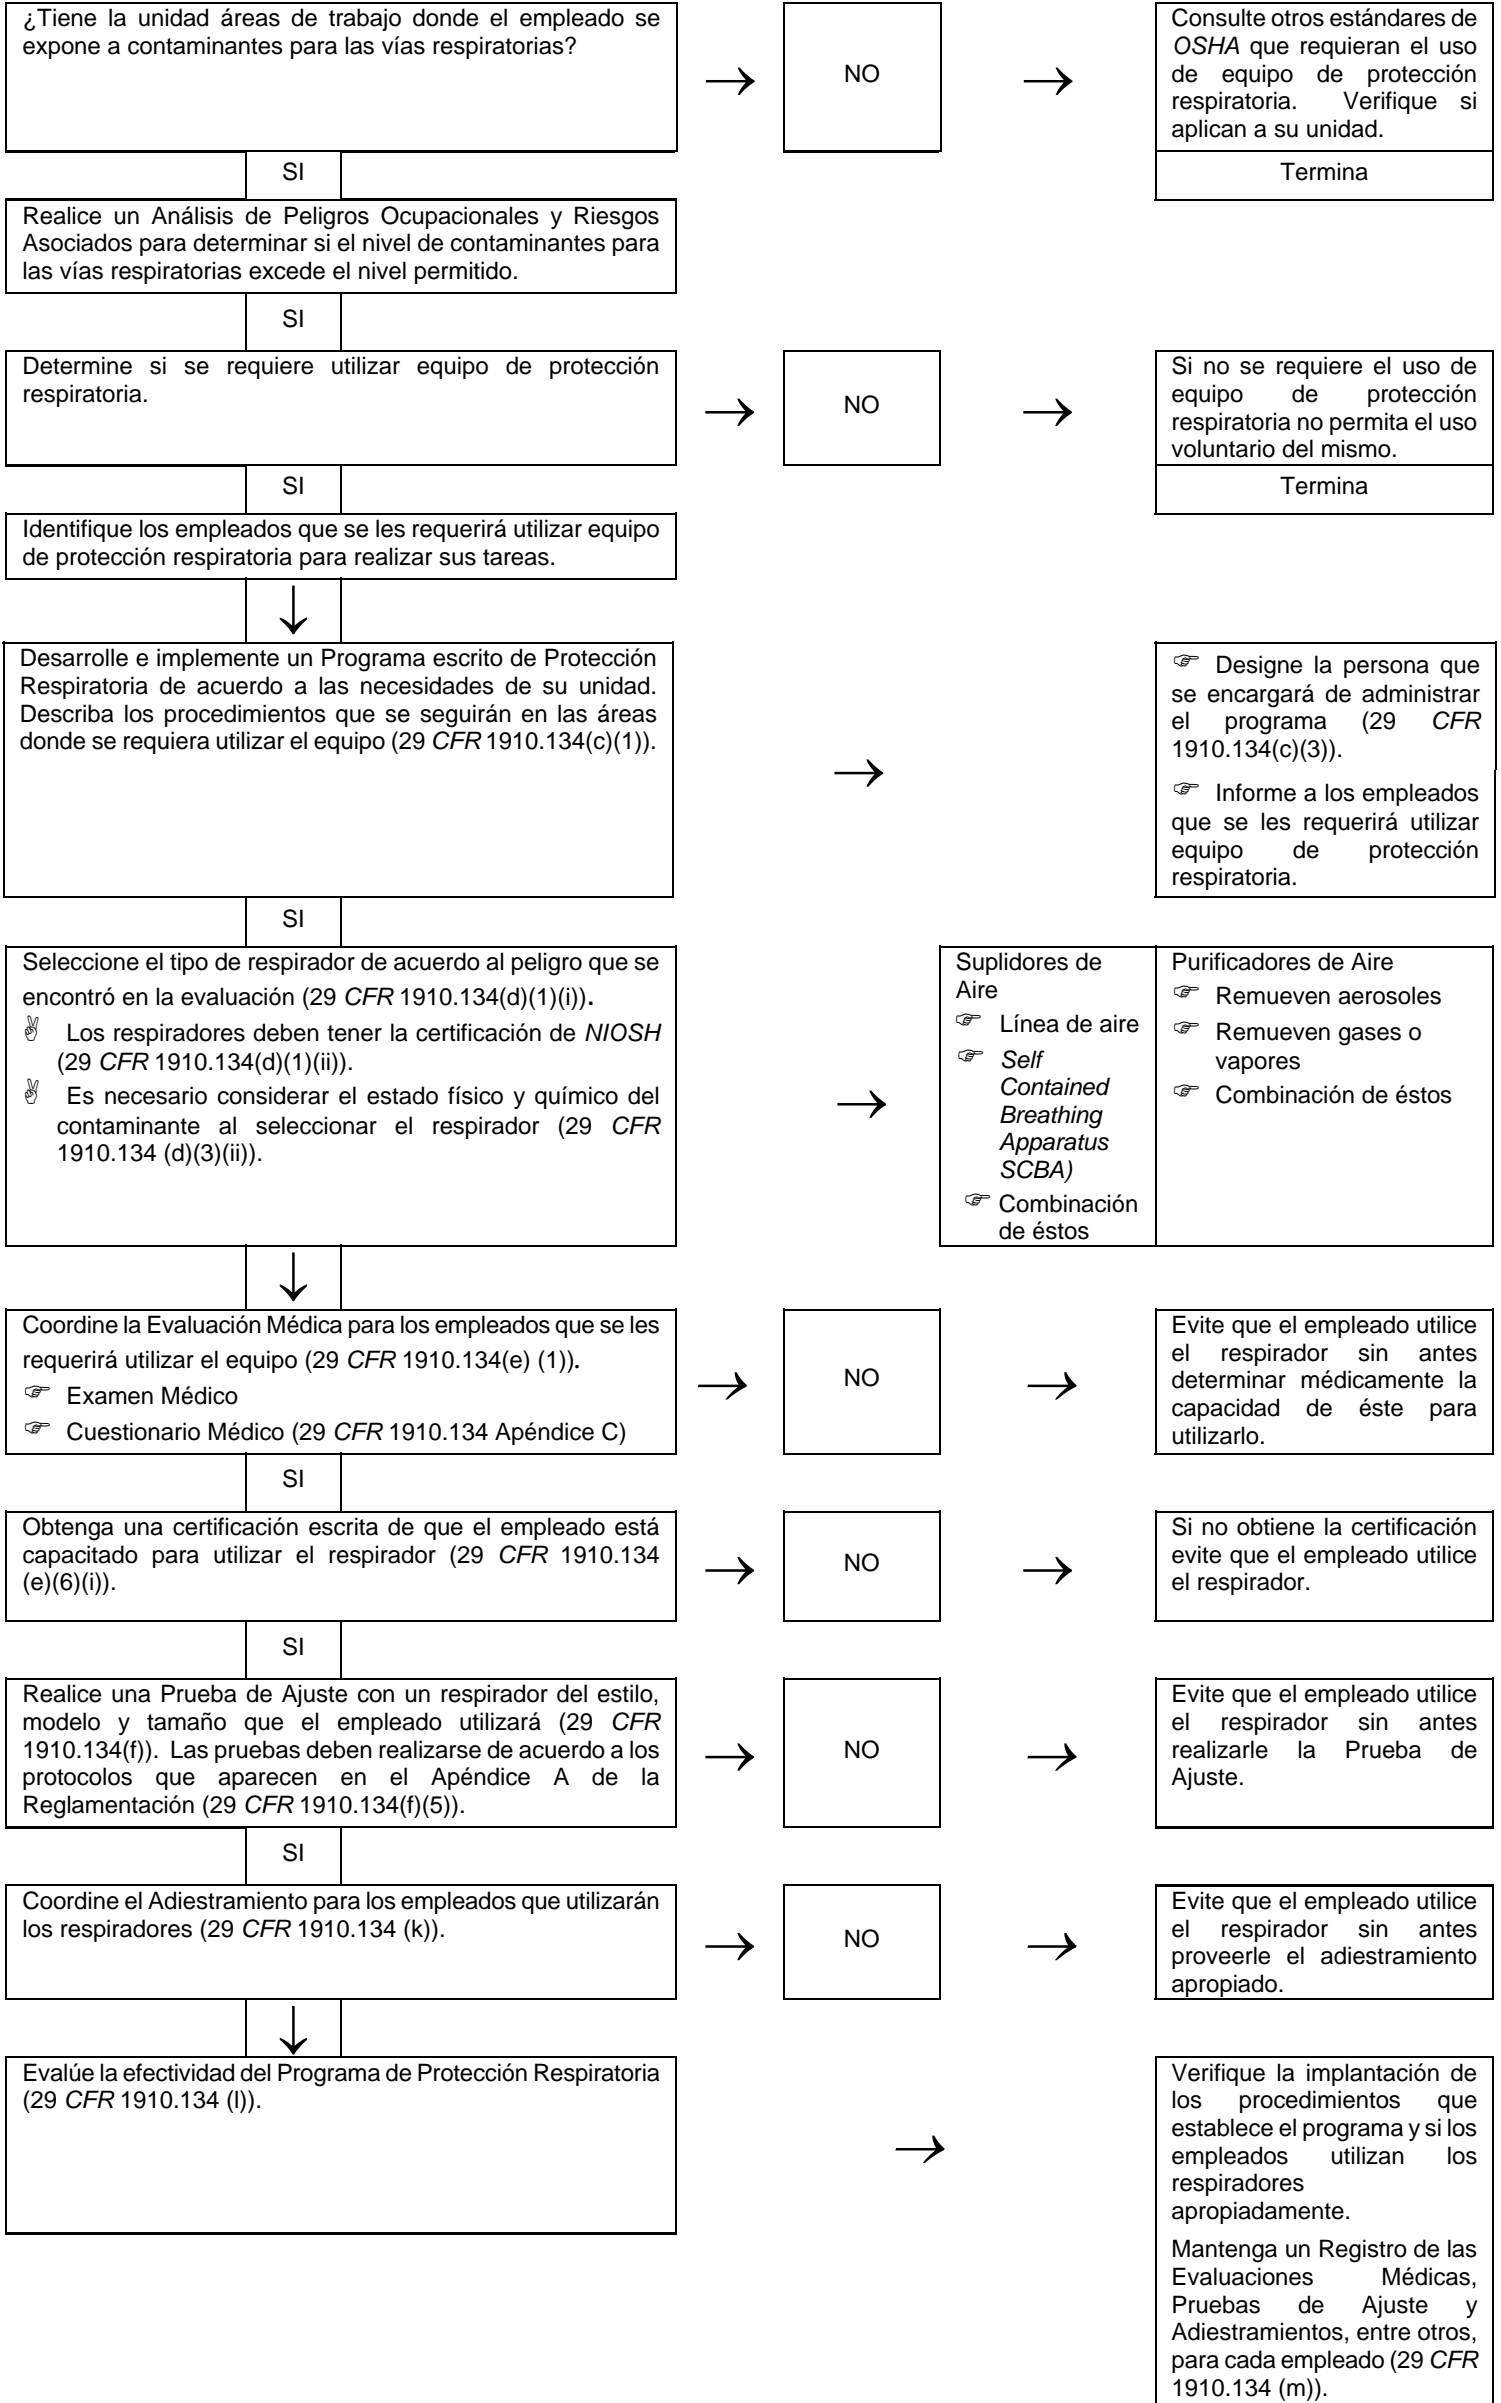 ¿Tiene la unidad áreas de trabajo donde el empleado se
expone a contaminantes para las vías respiratorias?
→
NO
→
Consulte otros estándares de
OSHA que requieran el uso
de equipo de protección
respiratoria. Verifique si
aplican a su unidad.
SI
Termina
Realice un Análisis de Peligros Ocupacionales y Riesgos
Asociados para determinar si el nivel de contaminantes para
las vías respiratorias excede el nivel permitido.
SI
Determine si se requiere utilizar equipo de protección
respiratoria.
→
NO
→
Si no se requiere el uso de
equipo de protección
respiratoria no permita el uso
voluntario del mismo.
SI
Termina
Identifique los empleados que se les requerirá utilizar equipo
de protección respiratoria para realizar sus tareas.
↓
Desarrolle e implemente un Programa escrito de Protección
Respiratoria de acuerdo a las necesidades de su unidad.
Describa los procedimientos que se seguirán en las áreas
donde se requiera utilizar el equipo (29 CFR 1910.134(c)(1)).
→
☞ Designe la persona que
se encargará de administrar
el programa (29 CFR
1910.134(c)(3)).
☞ Informe a los empleados
que se les requerirá utilizar
equipo de protección
respiratoria.
SI
Seleccione el tipo de respirador de acuerdo al peligro que se
encontró en la evaluación (29 CFR 1910.134(d)(1)(i)).
✌ Los respiradores deben tener la certificación de NIOSH
(29 CFR 1910.134(d)(1)(ii)).
✌ Es necesario considerar el estado físico y químico del
contaminante al seleccionar el respirador (29 CFR
1910.134 (d)(3)(ii)).
→
Suplidores de
Aire
☞ Línea de aire
☞ Self
Contained
Breathing
Apparatus
SCBA)
☞ Combinación
de éstos
Purificadores de Aire
☞ Remueven aerosoles
☞ Remueven gases o
vapores
☞ Combinación de éstos
↓
Coordine la Evaluación Médica para los empleados que se les
requerirá utilizar el equipo (29 CFR 1910.134(e) (1)).
☞ Examen Médico
☞ Cuestionario Médico (29 CFR 1910.134 Apéndice C)
→
NO
→
Evite que el empleado utilice
el respirador sin antes
determinar médicamente la
capacidad de éste para
utilizarlo.
SI
Obtenga una certificación escrita de que el empleado está
capacitado para utilizar el respirador (29 CFR 1910.134
(e)(6)(i)).
→
NO
→
Si no obtiene la certificación
evite que el empleado utilice
el respirador.
SI
Realice una Prueba de Ajuste con un respirador del estilo,
modelo y tamaño que el empleado utilizará (29 CFR
1910.134(f)). Las pruebas deben realizarse de acuerdo a los
protocolos que aparecen en el Apéndice A de la
Reglamentación (29 CFR 1910.134(f)(5)).
→
NO
→
Evite que el empleado utilice
el respirador sin antes
realizarle la Prueba de
Ajuste.
SI
Coordine el Adiestramiento para los empleados que utilizarán
los respiradores (29 CFR 1910.134 (k)).
→
NO
→
Evite que el empleado utilice
el respirador sin antes
proveerle el adiestramiento
apropiado.
↓
Evalúe la efectividad del Programa de Protección Respiratoria
(29 CFR 1910.134 (l)).
→
Verifique la implantación de
los procedimientos que
establece el programa y si los
empleados utilizan los
respiradores
apropiadamente.
Mantenga un Registro de las
Evaluaciones Médicas,
Pruebas de Ajuste y
Adiestramientos, entre otros,
para cada empleado (29 CFR
1910.134 (m)).